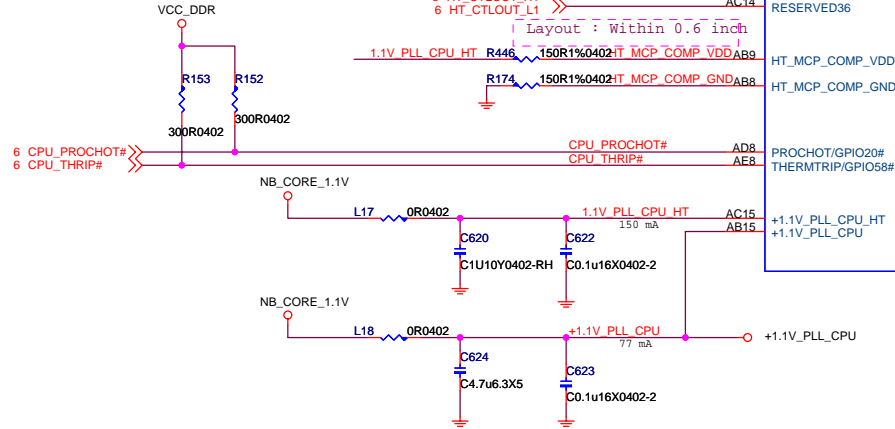 6 HT_CTLOUT_L1
AC14
RESERVED36
VCC_DDR
Layout : Within 0.6 inch
1.1V_PLL_CPU_HT R446 150R1%0402 HT_MCP_COMP_VDD AB9 HT_MCP_COMP_VDD
R153 R152 R174 150R1%0402 HT_MCP_COMP_GND AB8 HT_MCP_COMP_GND
300R0402 300R0402
6 CPU_PROCHOT# CPU_PROCHOT# AD8 PROCHOT/GPIO20#
6 CPU_THRIP# CPU_THRIP# AE8 THERMTRIP/GPIO58#
NB_CORE_1.1V
L17 0R0402 1.1V_PLL_CPU_HT AC15 +1.1V_PLL_CPU_HT
150 mA AB15 +1.1V_PLL_CPU
C620 C622
C1U10Y0402-RH C0.1u16X0402-2
NB_CORE_1.1V
L18 0R0402 +1.1V_PLL_CPU +1.1V_PLL_CPU
77 mA
C624 C623
C4.7u6.3X5 C0.1u16X0402-2